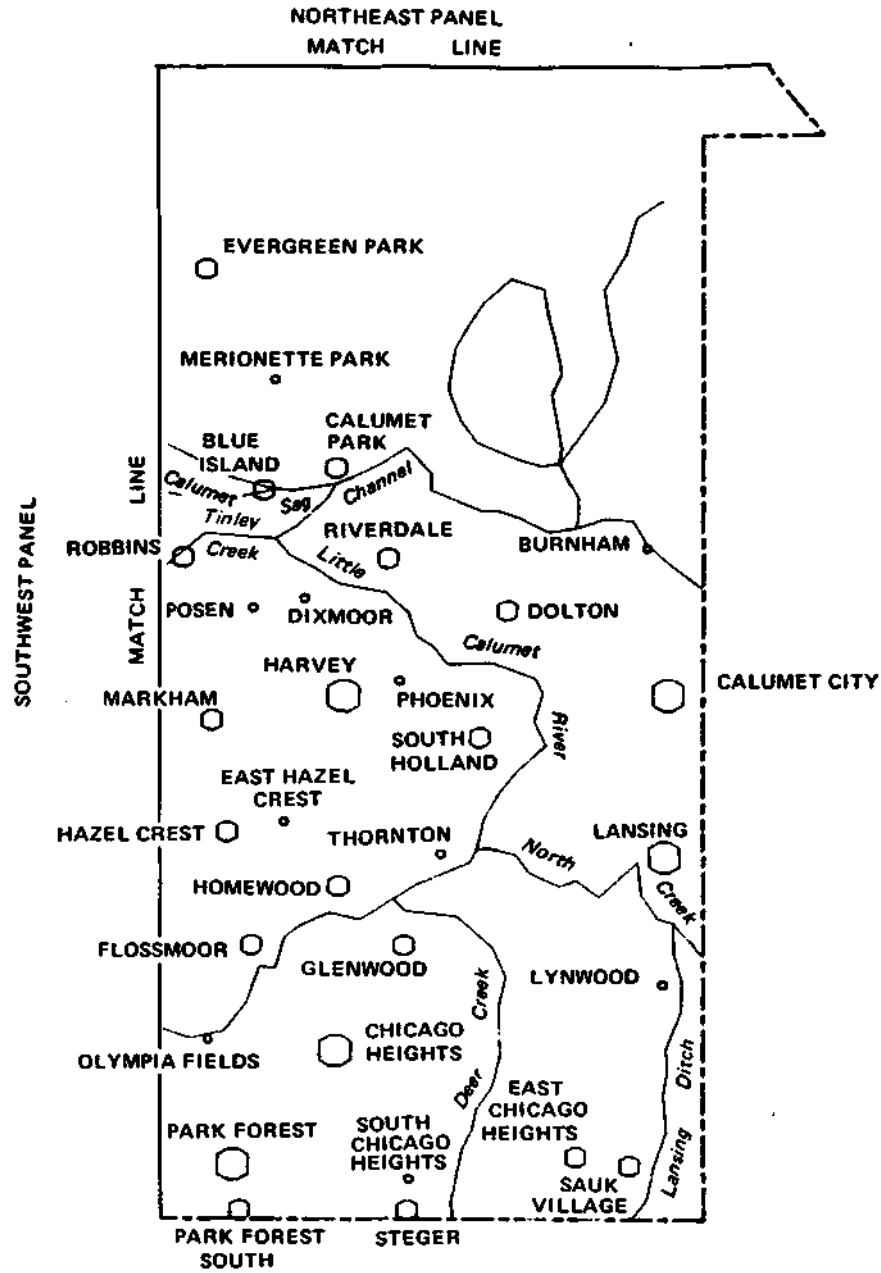 NORTHEAST PANEL
MATCH LINE
EVERGREEN PARK
MERIONETTE PARK
CALUMET
PARK
BLUE
ISLAND
LINE
Calumet
Sag
Channel
Tinley
Creek
ROBBINS
RIVERDALE
BURNHAM
SOUTHWEST PANEL
Little
MATCH
POSEN
DIXMOOR
DOLTON
Calumet
HARVEY
PHOENIX
CALUMET CITY
MARKHAM
River
SOUTH
HOLLAND
EAST HAZEL
CREST
HAZEL CREST
THORNTON
North
LANSING
Creek
HOMEWOOD
FLOSSMOOR
GLENWOOD
Creek
LYNWOOD
OLYMPIA FIELDS
CHICAGO
HEIGHTS
Ditch
Deer
EAST
CHICAGO
HEIGHTS
PARK FOREST
SOUTH
CHICAGO
HEIGHTS
Lansing
SAUK
VILLAGE
PARK FOREST
SOUTH
STEGER